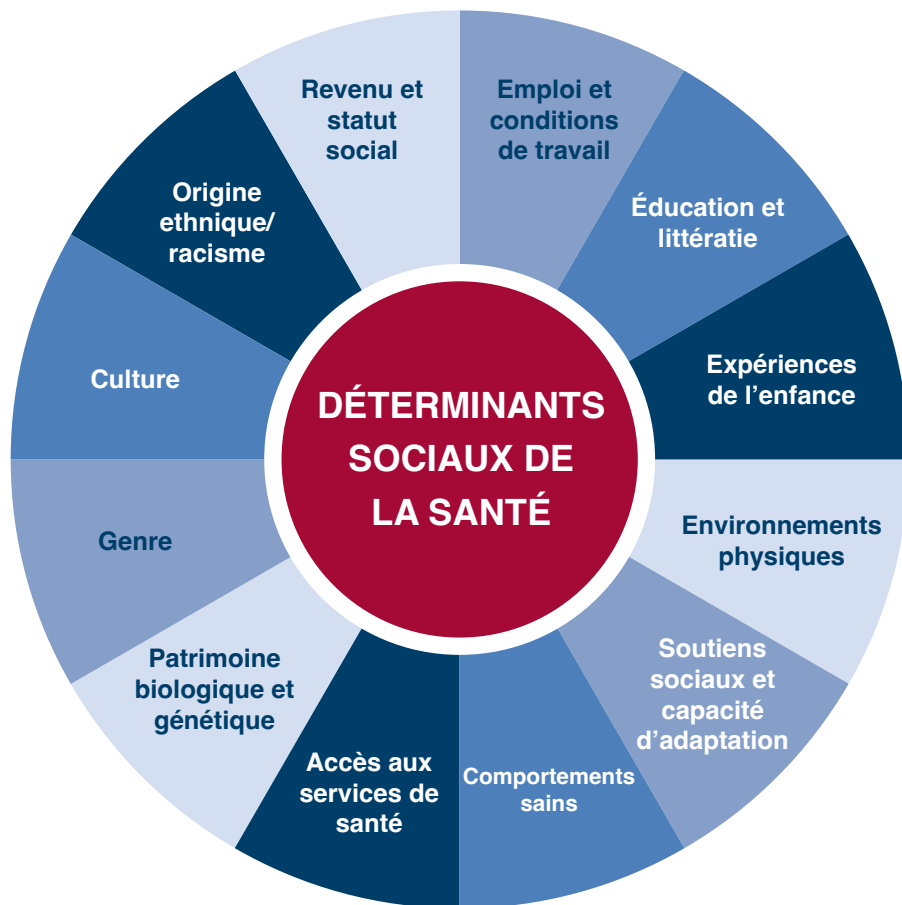 Revenu et
statut
social
Emploi et
conditions
de travail
Éducation et
littératie
Expériences
de l’enfance
Environnements
physiques
Soutiens
sociaux et
capacité
d’adaptation
Comportements
sains
Accès aux
services de
santé
Patrimoine
biologique et
génétique
Genre
Culture
Origine
ethnique/
racisme
DÉTERMINANTS
SOCIAUX DE
LA SANTÉ